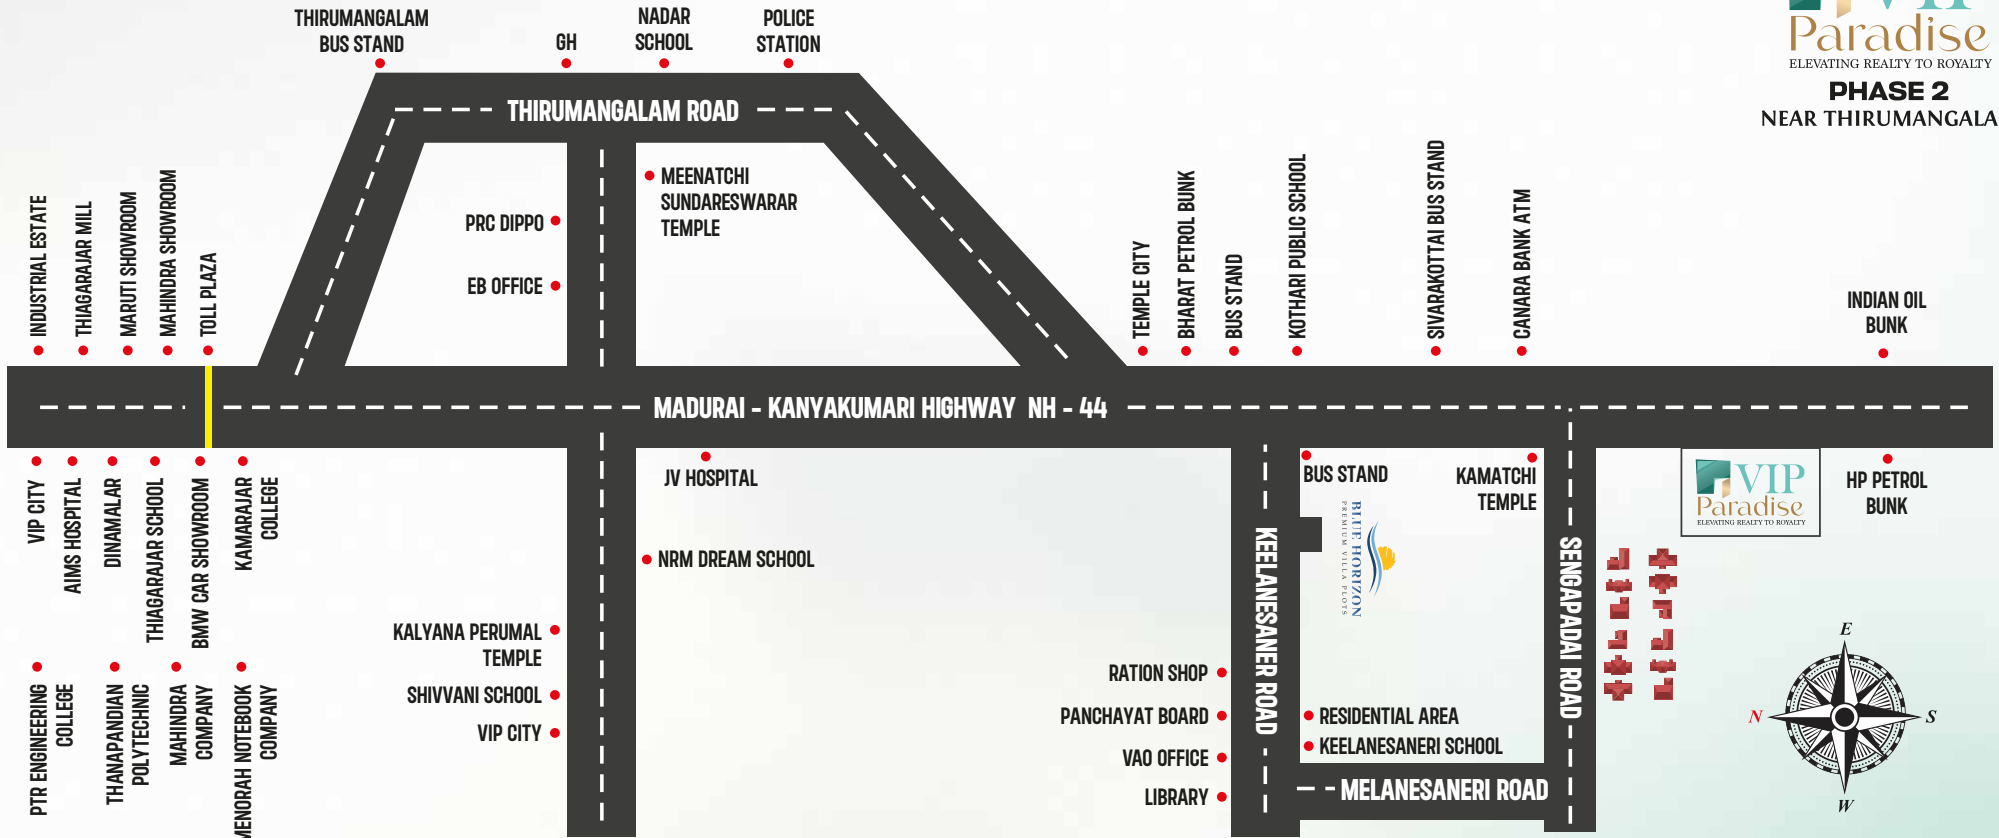 THIRUMANGALAM
BUS STAND
GH
NADAR
SCHOOL
POLICE
STATION
VIP
Paradise
ELEVATING REALTY TO ROYALTY
PHASE 2
NEAR THIRUMANGALA
THIRUMANGALAM ROAD
PRC DIPPO
EB OFFICE
MEENATCHI
SUNDARESWARAR
TEMPLE
INDUSTRIAL ESTATE
THIAGARAJAR MILL
MARUTI SHOWROOM
MAHINDRA SHOWROOM
TOLL PLAZA
TEMPLE CITY
BHARAT PETROL BUNK
BUS STAND
KOTHARI PUBLIC SCHOOL
SIVARAKOTTAI BUS STAND
CANARA BANK ATM
INDIAN OIL
BUNK
MADURAI - KANYAKUMARI HIGHWAY NH - 44
VIP CITY
AIMS HOSPITAL
DINAMALAR
THIAGARAJAR SCHOOL
BMW CAR SHOWROOM
KAMARAJAR
COLLEGE
PTR ENGINEERING
COLLEGE
THANAPANDIAN
POLYTECHNIC
MAHINDRA
COMPANY
MENORAH NOTEBOOK
COMPANY
JV HOSPITAL
NRM DREAM SCHOOL
KALYANA PERUMAL
TEMPLE
SHIVVANI SCHOOL
VIP CITY
RATION SHOP
PANCHAYAT BOARD
VAO OFFICE
LIBRARY
KEELANESANER ROAD
BUS STAND
BLUE HORIZON
PREMIUM VILLA PLOTS
KAMATCHI
TEMPLE
RESIDENTIAL AREA
KEELANESANERI SCHOOL
MELANESANERI ROAD
SENGAPADAI ROAD
VIP
Paradise
ELEVATING REALTY TO ROYALTY
HP PETROL
BUNK
E
N
S
W